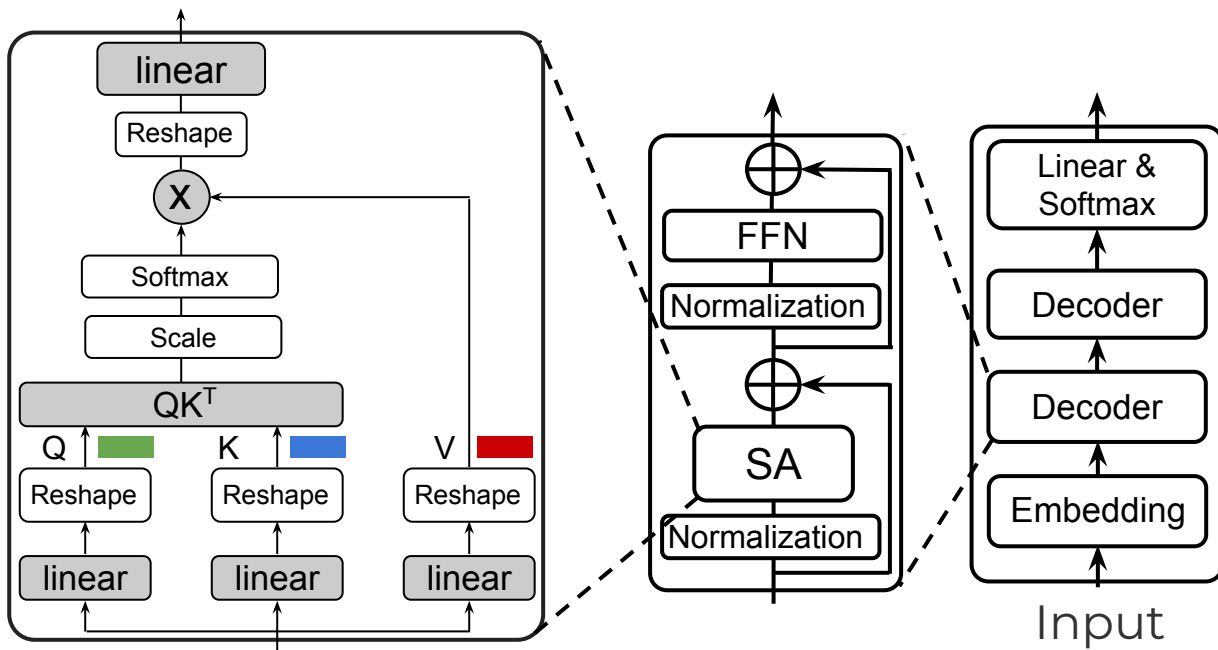 linear
Reshape
X
Softmax
Scale
QK^T
Q
K
V
Reshape
Reshape
Reshape
linear
linear
linear
FFN
Normalization
SA
Normalization
Linear &
Softmax
Decoder
Decoder
Embedding
Input